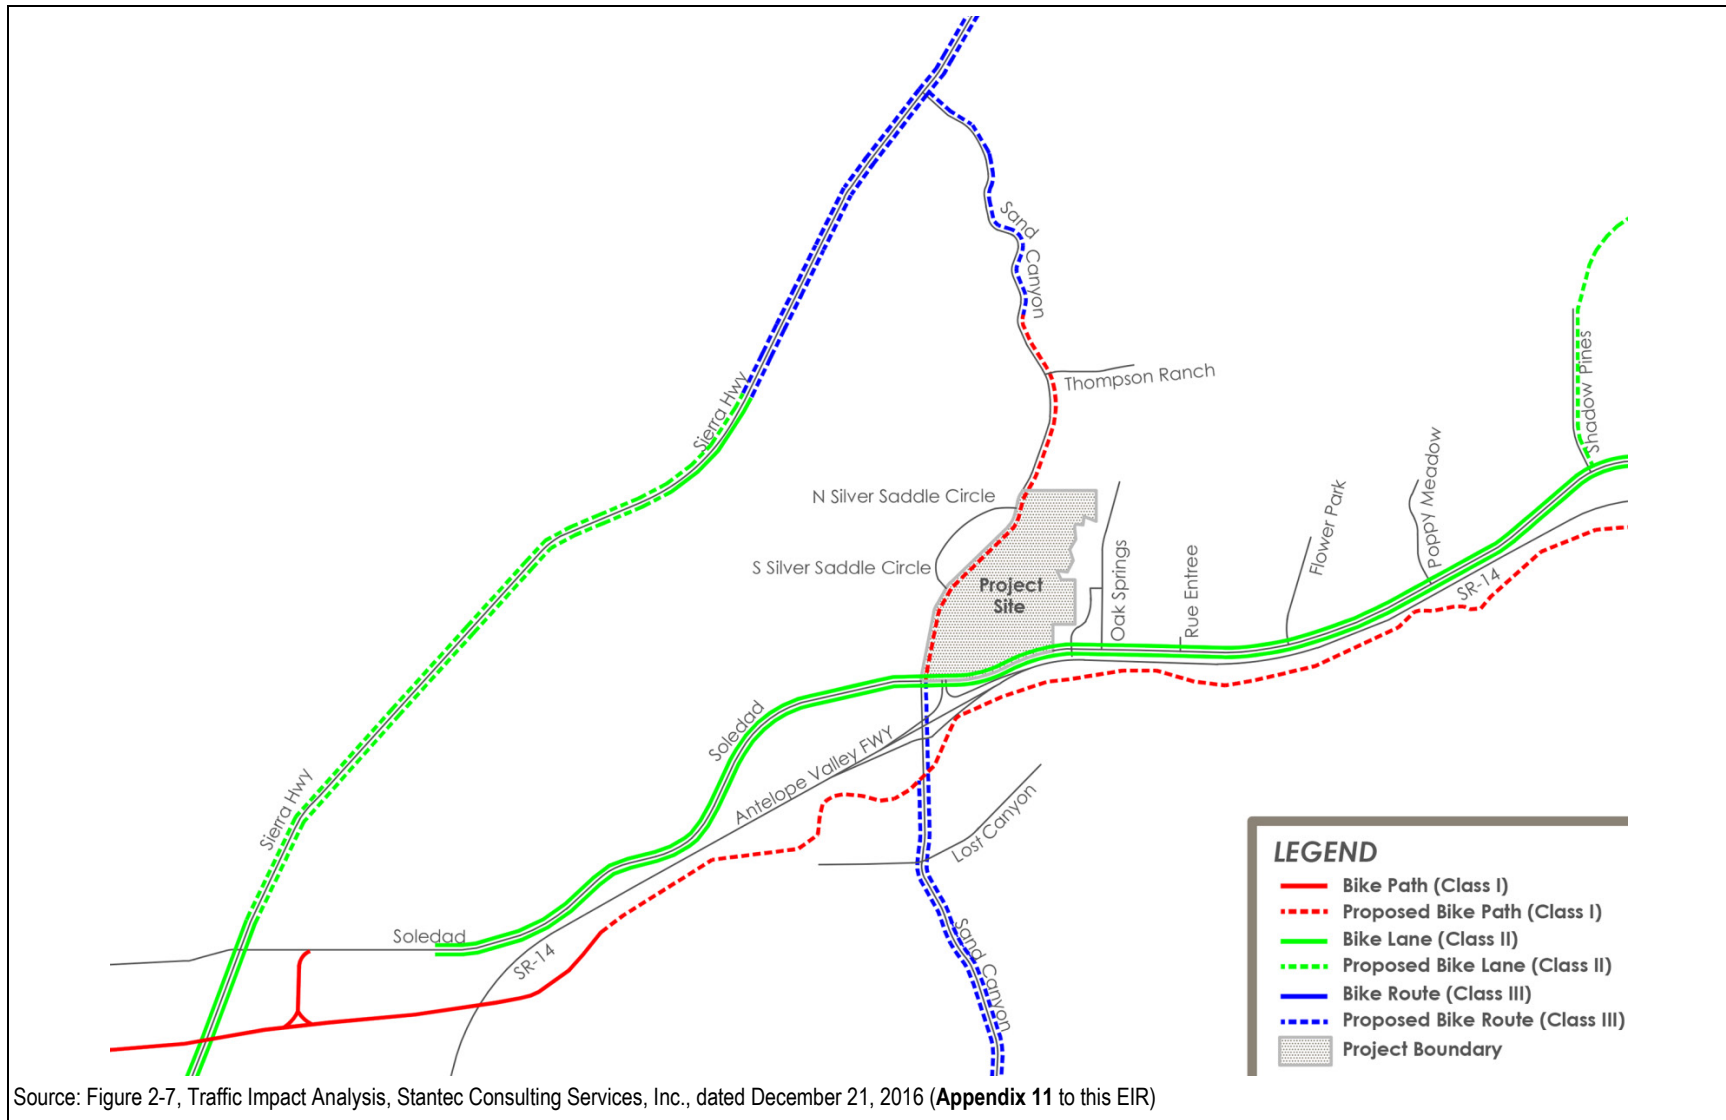 Sand
Canyon
Thompson Ranch
Shadow Pines
Sierra Hwy
Poppy Meadow
N Silver Saddle Circle
Flower Park
S Silver Saddle Circle
Project
Site
Oak Springs
Rue Entree
SR-14
Soledad
Antelope Valley FWY
Sierra Hwy
Lost Canyon
Soledad
SR-14
Sand Canyon
LEGEND
Bike Path (Class I)
Proposed Bike Path (Class I)
Bike Lane (Class II)
Proposed Bike Lane (Class II)
Bike Route (Class III)
Proposed Bike Route (Class III)
Project Boundary
Source: Figure 2-7, Traffic Impact Analysis, Stantec Consulting Services, Inc., dated December 21, 2016 (Appendix 11 to this EIR)